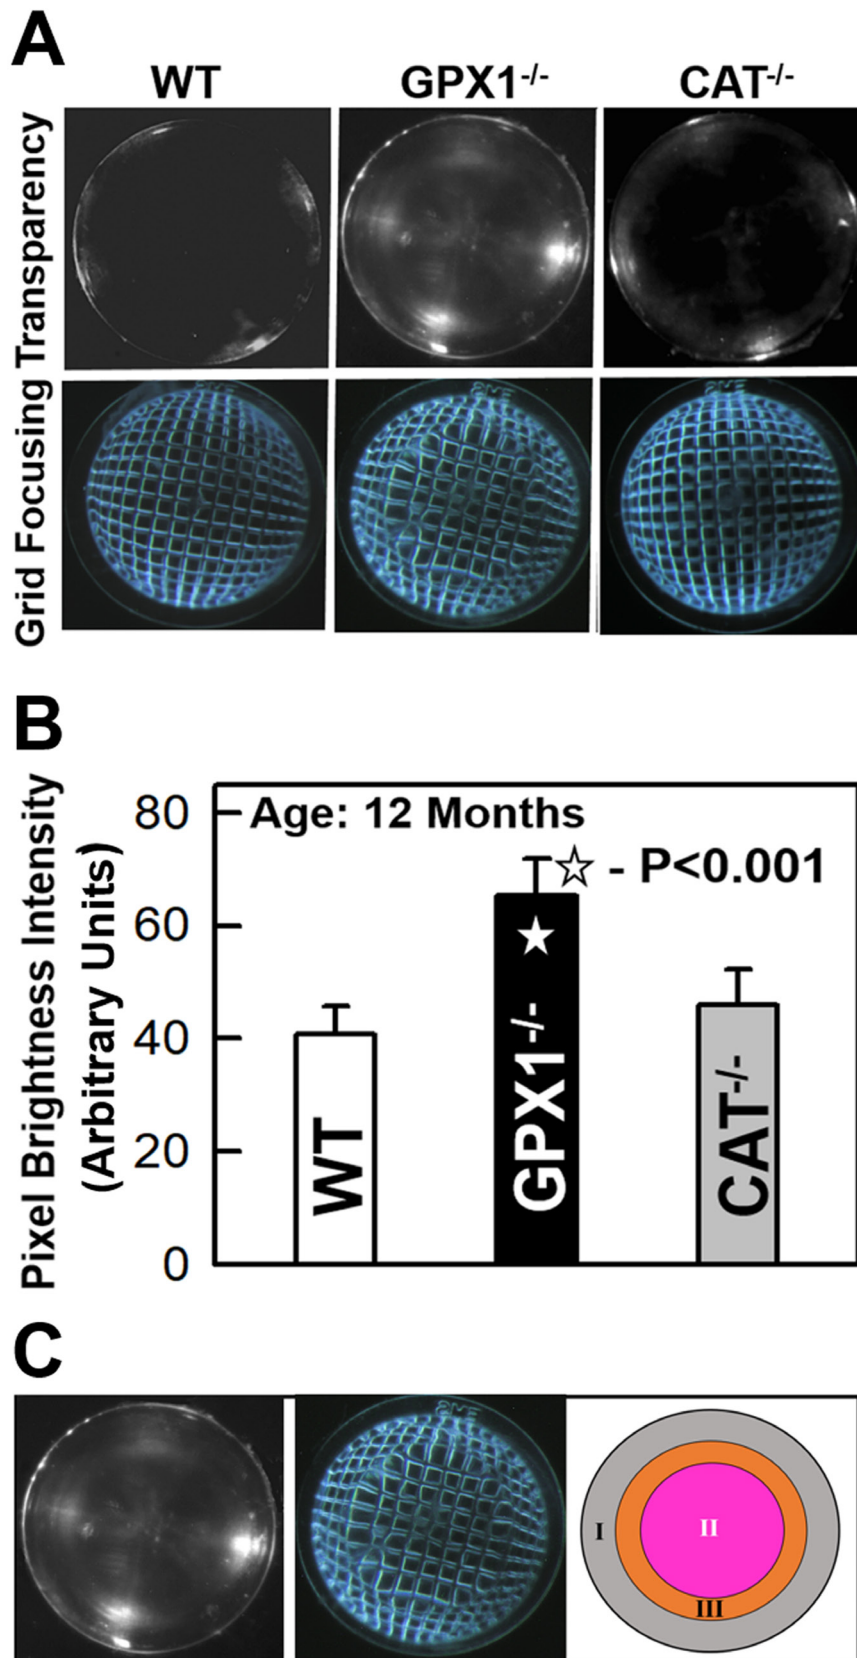 A
WT
GPX1-/-
CAT-/-
Transparency
Grid Focusing
B
Pixel Brightness Intensity
(Arbitrary Units)
80
60
40
20
0
Age: 12 Months
☆ - P<0.001
★
WT
GPX1-/-
CAT-/-
C
I
II
III